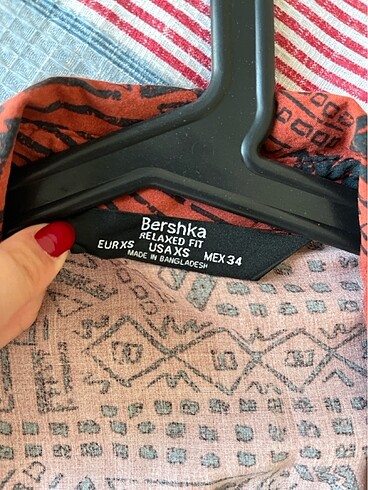 Bershka
RELAXED FIT
EUR XS USA XS MEX 34
MADE IN BANGLADESH